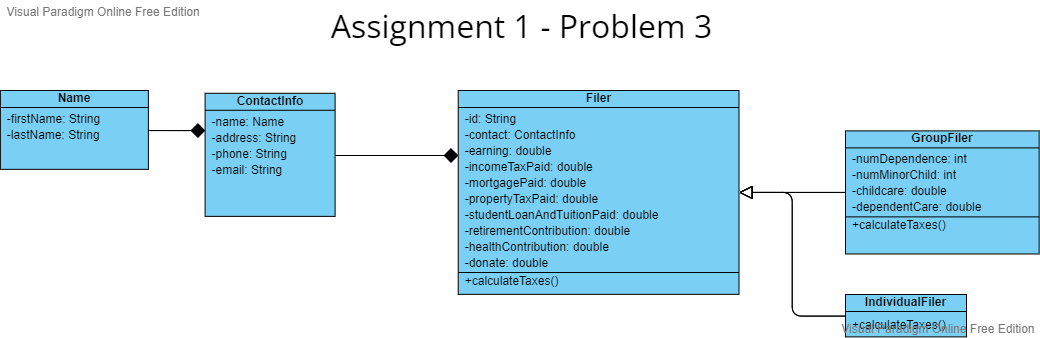 Visual Paradigm Online Free Edition
Assignment 1 - Problem 3
Name
-firstName: String
-lastName: String
ContactInfo
-name: Name
-address: String
-phone: String
-email: String
Filer
-id: String
-contact: ContactInfo
-earning: double
-incomeTaxPaid: double
-mortgagePaid: double
-propertyTaxPaid: double
-studentLoanAndTuitionPaid: double
-retirementContribution: double
-healthContribution: double
-donate: double
+calculateTaxes()
GroupFiler
-numDependence: int
-numMinorChild: int
-childcare: double
-dependentCare: double
+calculateTaxes()
IndividualFiler
+calculateTaxes()
Visual Paradigm Online Free Edition